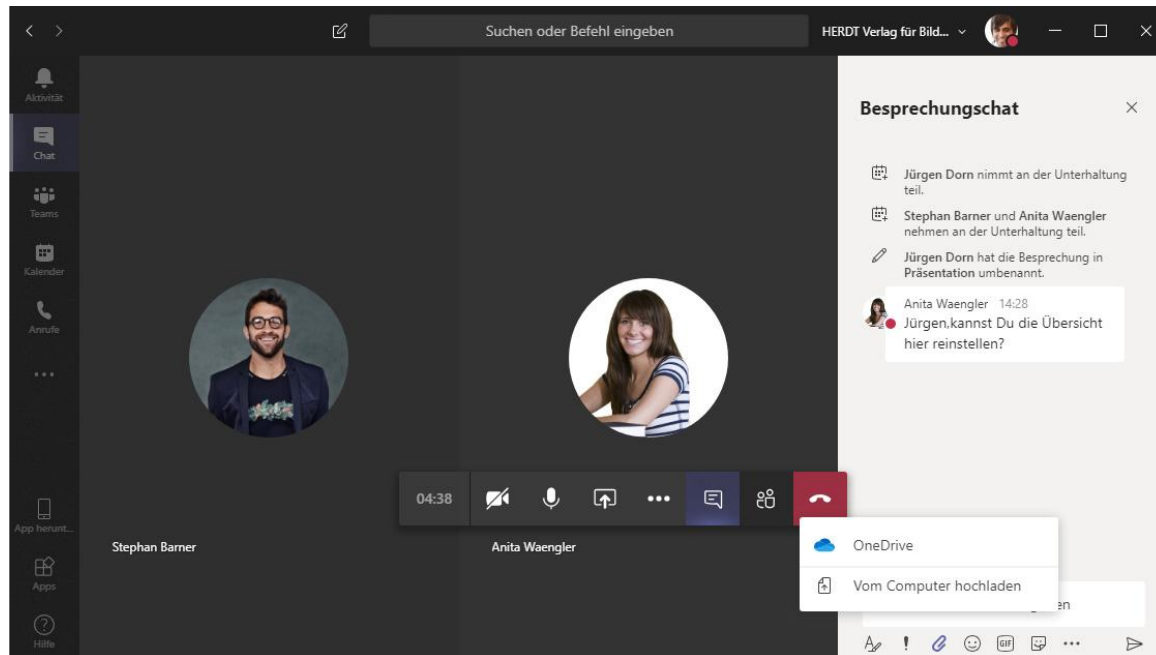 Suchen oder Befehl eingeben
HERDT Verlag für Bild...
Aktivität
Chat
Teams
Kalender
Anrufe
App herunt...
Apps
Hilfe
Stephan Barner
Anita Waengler
04:38
Besprechungschat
Jürgen Dorn nimmt an der Unterhaltung
teil.
Stephan Barner und Anita Waengler
nehmen an der Unterhaltung teil.
Jürgen Dorn hat die Besprechung in
Präsentation umbenannt.
Anita Waengler 14:28
Jürgen,kannst Du die Übersicht
hier reinstellen?
OneDrive
Vom Computer hochladen
GIF